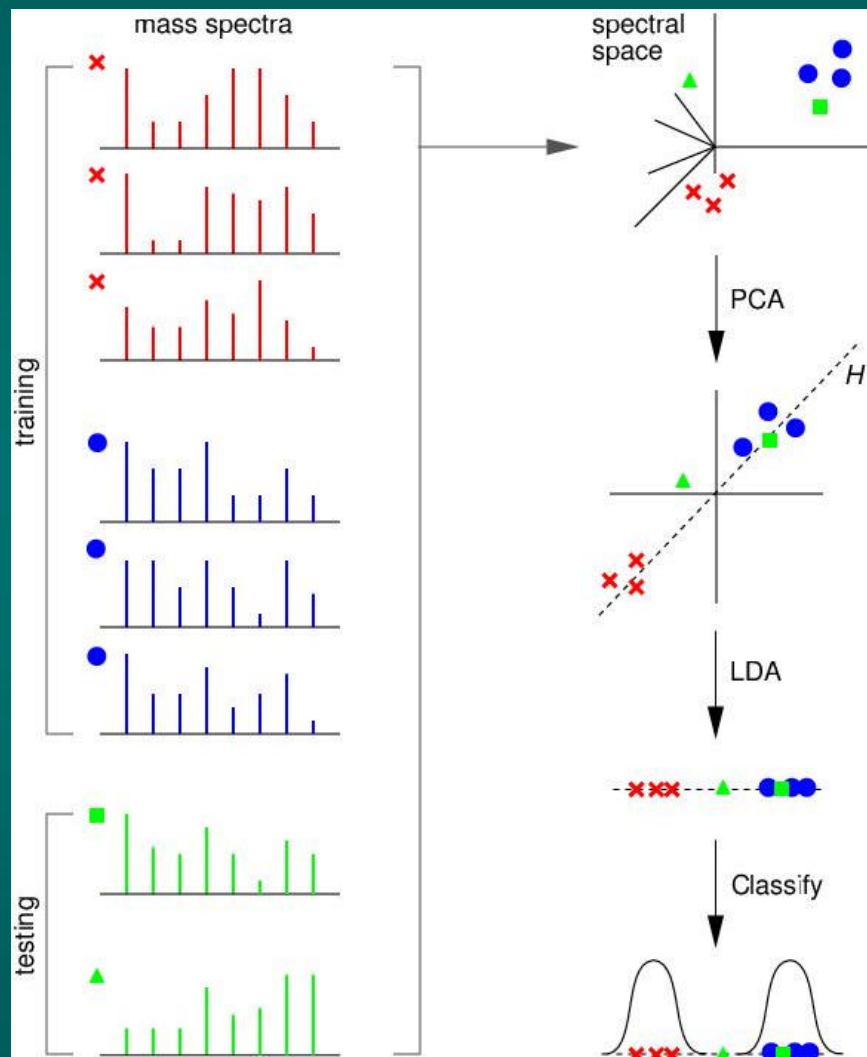 mass spectra
training
testing
spectral
space
PCA
H
LDA
Classify